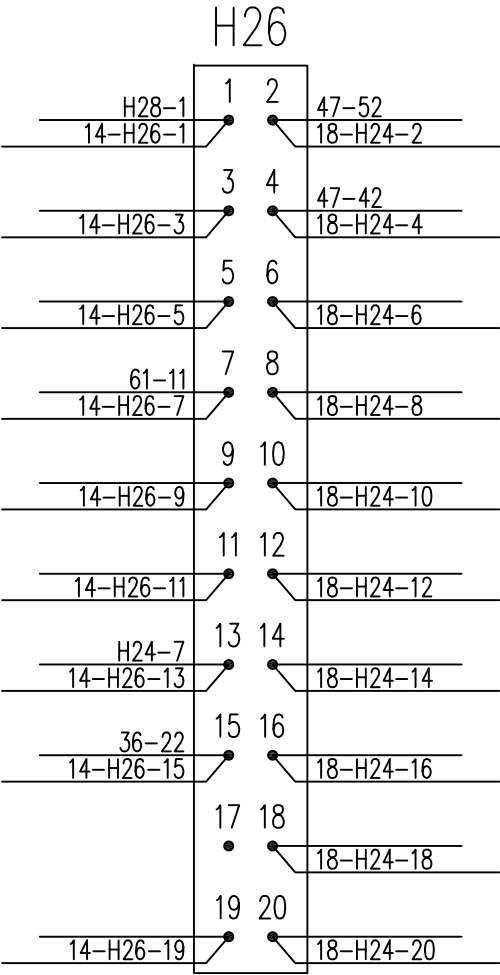 H26
1 2
H28-1 47-52
14-H26-1 18-H24-2
3 4
47-42
14-H26-3 18-H24-4
5 6
14-H26-5 18-H24-6
7 8
61-11
14-H26-7 18-H24-8
9 10
14-H26-9 18-H24-10
11 12
14-H26-11 18-H24-12
13 14
H24-7
14-H26-13 18-H24-14
15 16
36-22
14-H26-15 18-H24-16
17 18
18-H24-18
19 20
14-H26-19 18-H24-20